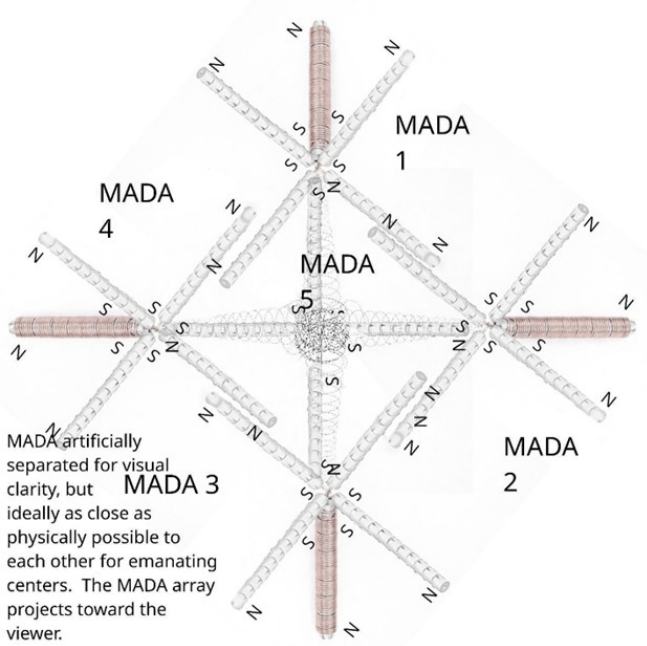 N
N
N
S
S
MADA
1
S
S
S
N
MADA
4
N
N
N
N
N
N
MADA
5
S
S
S
S
N
S
S
N
S
S
S
N
S
N
S
S
S
S
N
S
N
N
N
N
N
N
N
MADA artificially
separated for visual
clarity, but
ideally as close as
physically possible to
each other for emanating
centers. The MADA array
projects toward the
viewer.
MADA 3
MADA
2
S
N
S
S
S
S
N
N
N